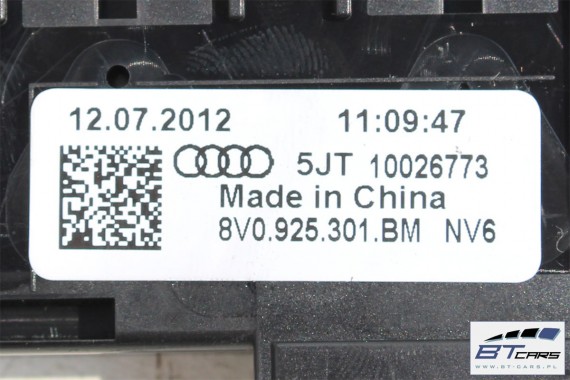 12.07.2012 11:09:47
5JT 10026773
Made in China
8V0.925.301.BM NV6
BT CARS
WWW.BT-CARS.PL